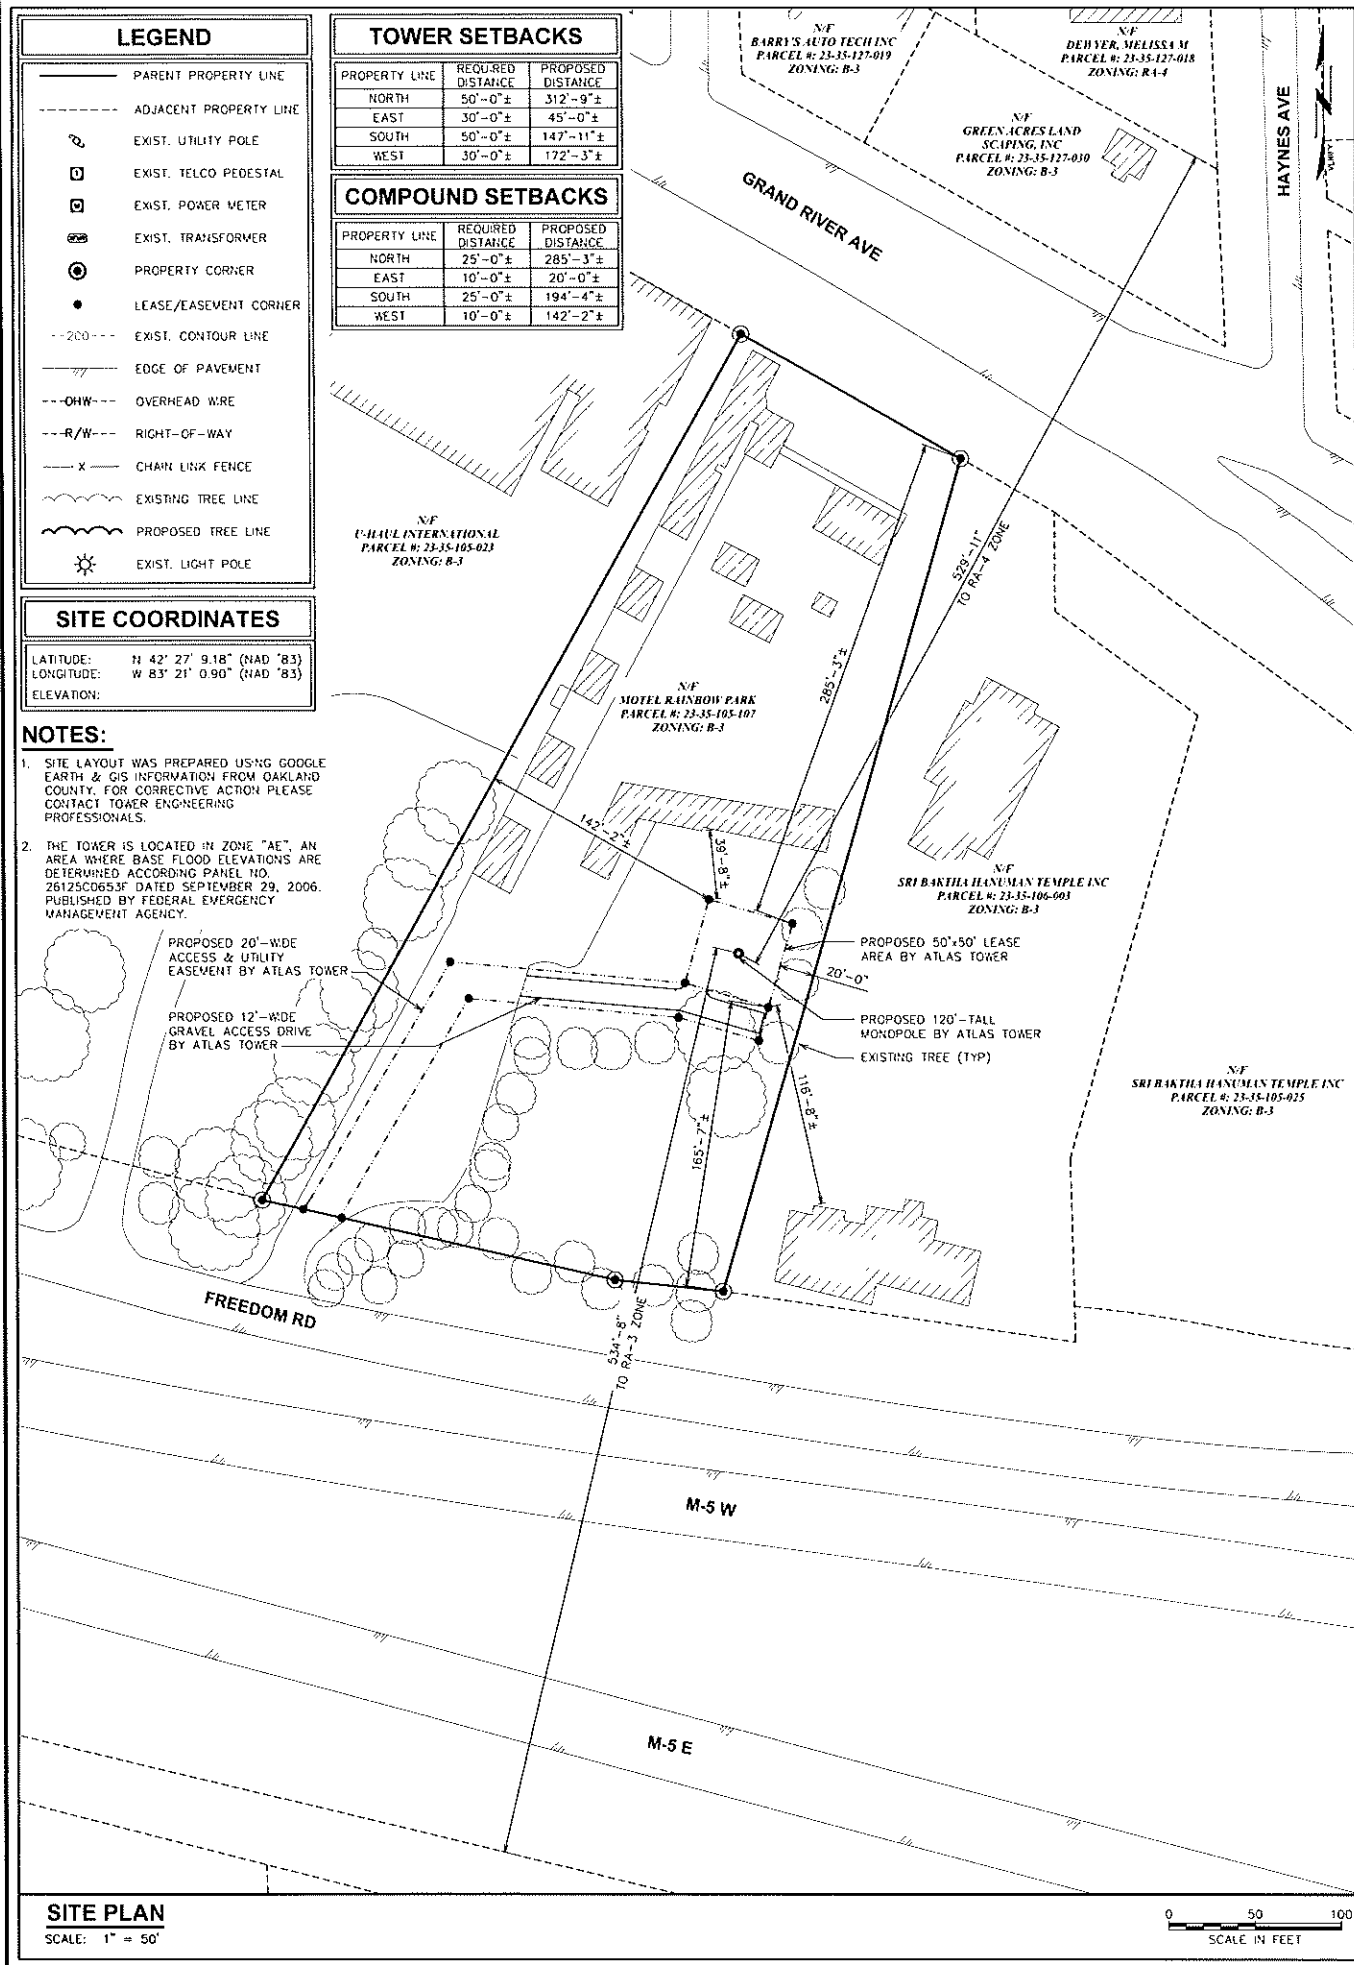 LEGEND
PARENT PROPERTY LINE
ADJACENT PROPERTY LINE
EXIST. UTILITY POLE
EXIST. TELCO PEDESTAL
EXIST. POWER METER
EXIST. TRANSFORMER
PROPERTY CORNER
LEASE/EASEMENT CORNER
--200--- EXIST. CONTOUR LINE
EDGE OF PAVEMENT
---OHW--- OVERHEAD WIRE
---R/W--- RIGHT-OF-WAY
X CHAIN LINK FENCE
EXISTING TREE LINE
PROPOSED TREE LINE
EXIST. LIGHT POLE
SITE COORDINATES
LATITUDE: N 42° 27' 9.18" (NAD '83)
LONGITUDE: W 83° 21' 0.90" (NAD '83)
ELEVATION:
NOTES:
1. SITE LAYOUT WAS PREPARED USING GOOGLE
EARTH & GIS INFORMATION FROM OAKLAND
COUNTY. FOR CORRECTIVE ACTION PLEASE
CONTACT TOWER ENGINEERING
PROFESSIONALS.
2. THE TOWER IS LOCATED IN ZONE "AE", AN
AREA WHERE BASE FLOOD ELEVATIONS ARE
DETERMINED ACCORDING PANEL NO.
26125C0653F DATED SEPTEMBER 29, 2006.
PUBLISHED BY FEDERAL EMERGENCY
MANAGEMENT AGENCY.
TOWER SETBACKS
PROPERTY LINE REQUIRED DISTANCE PROPOSED DISTANCE
NORTH 50'-0"± 312'-9"±
EAST 30'-0"± 45'-0"±
SOUTH 50'-0"± 147'-11"±
WEST 30'-0"± 172'-3"±
COMPOUND SETBACKS
PROPERTY LINE REQUIRED DISTANCE PROPOSED DISTANCE
NORTH 25'-0"± 285'-3"±
EAST 10'-0"± 20'-0"±
SOUTH 25'-0"± 194'-4"±
WEST 10'-0"± 142'-2"±
N/F
BARRY'S AUTO TECH INC
PARCEL #: 23-35-127-019
ZONING: B-3
N/F
DEWYER, MELISSA M
PARCEL #: 23-35-127-018
ZONING: RA-4
N/F
GREEN ACRES LAND
SCAPING, INC
PARCEL #: 23-35-127-030
ZONING: B-3
HAYNES AVE
VERIFY
GRAND RIVER AVE
N/F
U-HAUL INTERNATIONAL
PARCEL #: 23-35-105-023
ZONING: B-3
529'-11"
TO RA-4 ZONE
285'-3"±
N/F
MOTEL RAINBOW PARK
PARCEL #: 23-35-105-107
ZONING: B-3
142'-2"±
39'-8"±
N/F
SRI BAKTHA HANUMAN TEMPLE INC
PARCEL #: 23-35-106-003
ZONING: B-3
PROPOSED 20'-WIDE
ACCESS & UTILITY
EASEMENT BY ATLAS TOWER
PROPOSED 12'-WIDE
GRAVEL ACCESS DRIVE
BY ATLAS TOWER
PROPOSED 50'x50' LEASE
AREA BY ATLAS TOWER
20'-0"
PROPOSED 120'-TALL
MONOPOLE BY ATLAS TOWER
EXISTING TREE (TYP)
116'-8"±
165'-7"±
N/F
SRI BAKTHA HANUMAN TEMPLE INC
PARCEL #: 23-35-105-025
ZONING: B-3
FREEDOM RD
534'-8"
TO RA-3 ZONE
M-5 W
M-5 E
SITE PLAN
SCALE: 1" = 50'
0 50 100
SCALE IN FEET